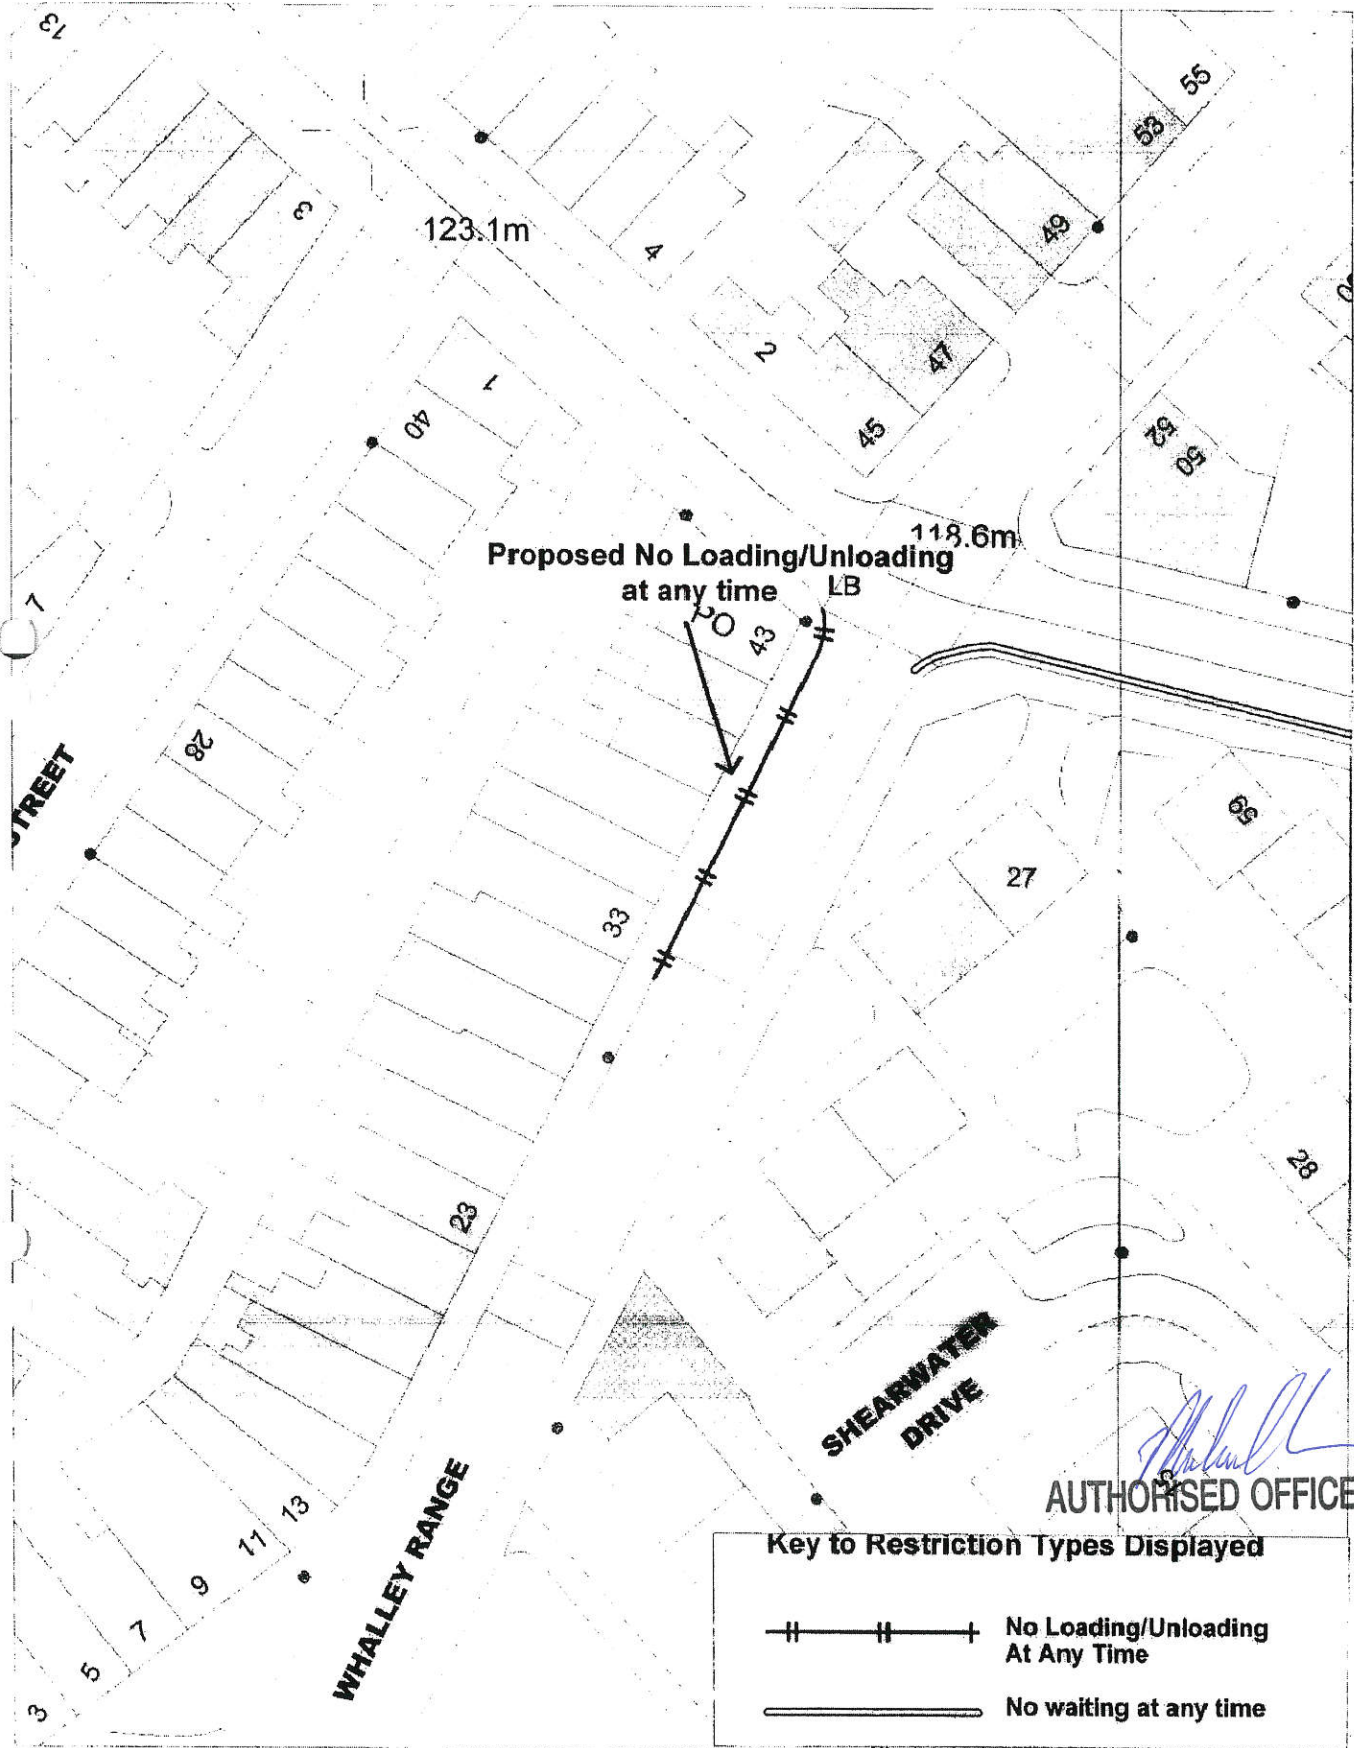 13
55
53
3
123.1m
4
49
2
47
1
40
45
52
50
118.6m
Proposed No Loading/Unloading
at any time
LB
PO
43
7
28
STREET
59
27
33
28
23
SHEARWATER
DRIVE
AUTHORISED OFFICE
WHALLEY RANGE
13
11
9
7
5
3
Key to Restriction Types Displayed
No Loading/Unloading
At Any Time
No waiting at any time